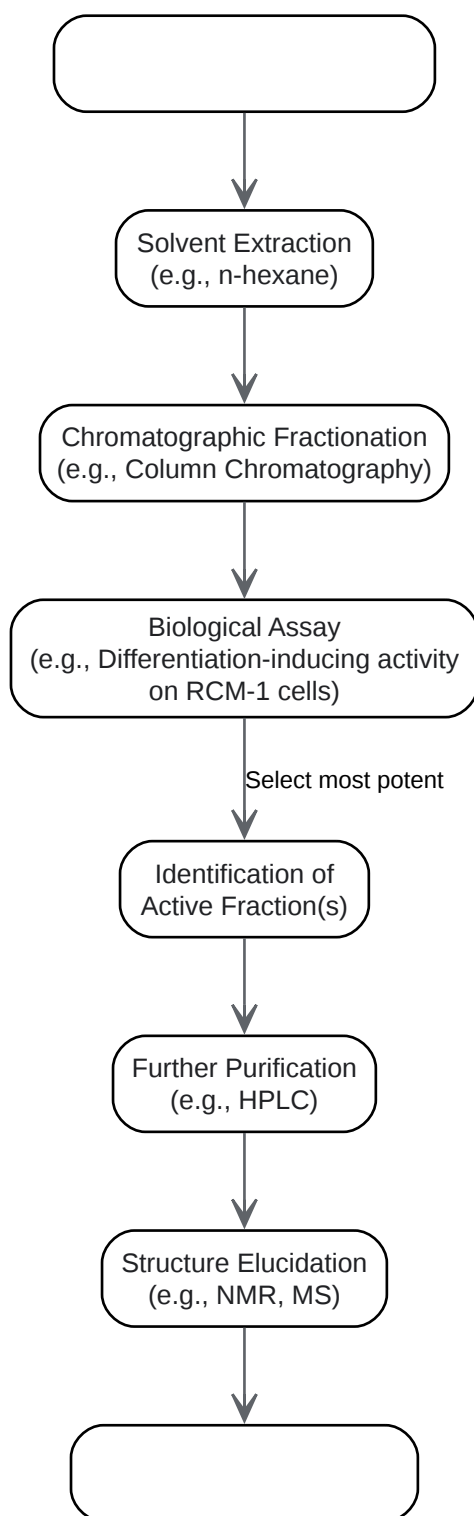 Solvent Extraction
(e.g., n-hexane)
Chromatographic Fractionation
(e.g., Column Chromatography)
Biological Assay
(e.g., Differentiation-inducing activity
on RCM-1 cells)
Select most potent
Identification of
Active Fraction(s)
Further Purification
(e.g., HPLC)
Structure Elucidation
(e.g., NMR, MS)